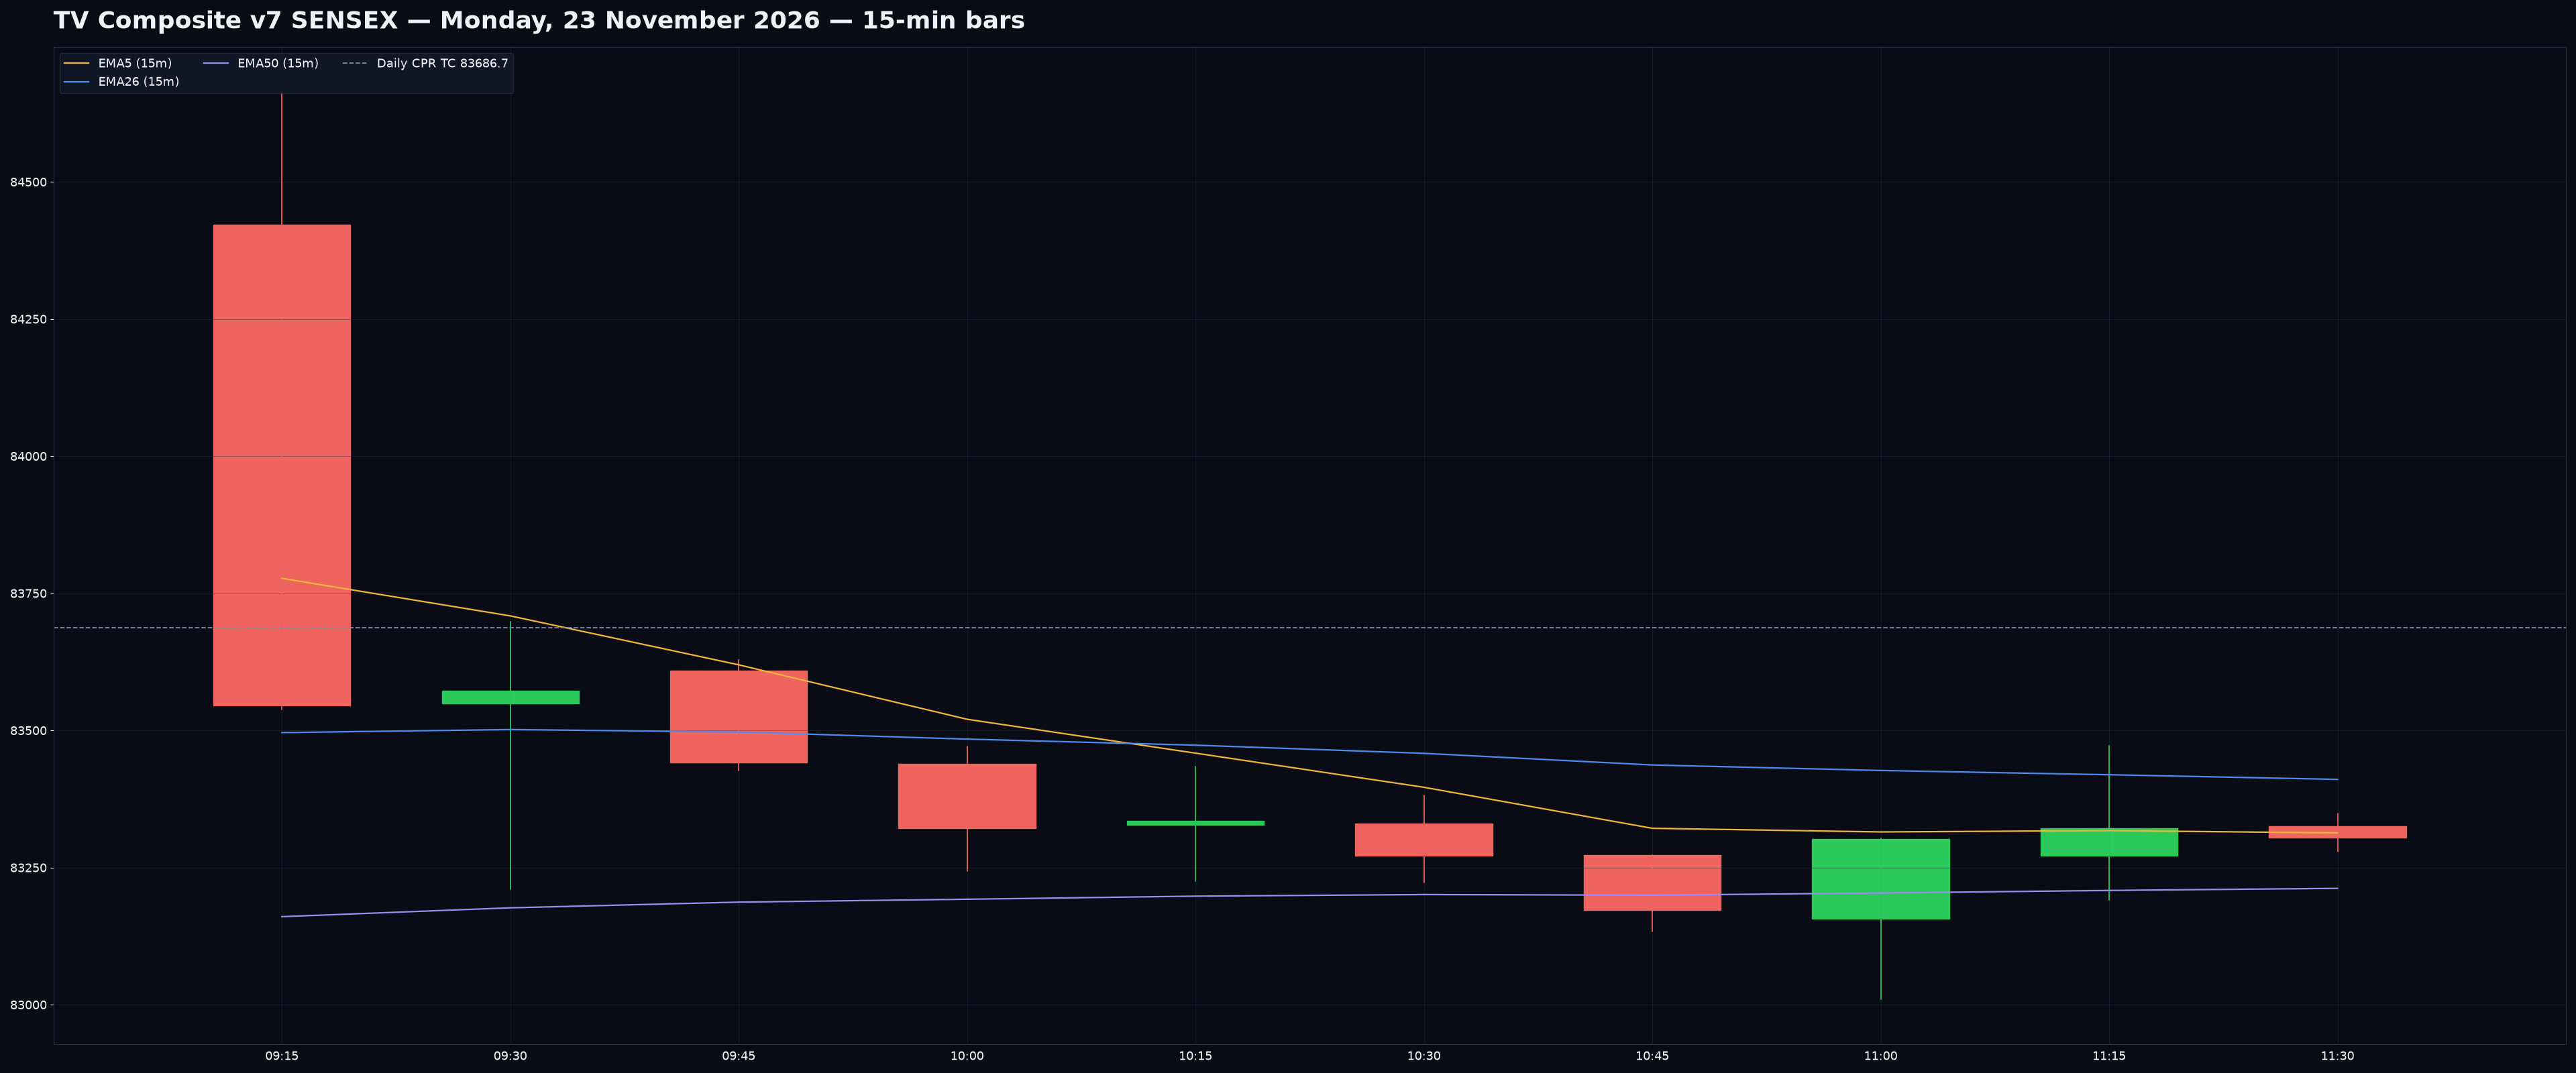 TV Composite v7 SENSEX — Monday, 23 November 2026 — 15-min bars
EMA5 (15m) EMA50 (15m) Daily CPR TC 83686.7
EMA26 (15m)
84500
84250
84000
83750
83500
83250
83000
09:15 09:30 09:45 10:00 10:15 10:30 10:45 11:00 11:15 11:30